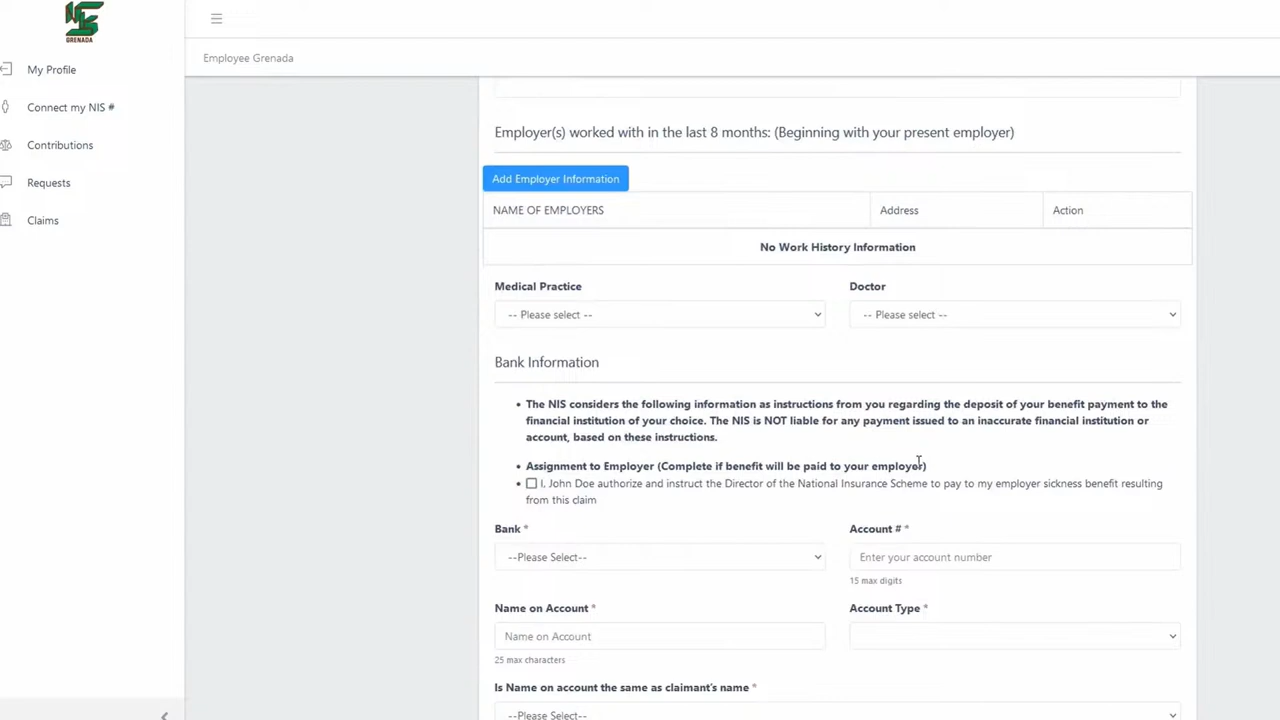 GRENADA
My Profile
Connect my NIS #
Contributions
Requests
Claims
Employee Grenada
Employer(s) worked with in the last 8 months: (Beginning with your present employer)
Add Employer Information
NAME OF EMPLOYERS Address Action
No Work History Information
Medical Practice Doctor
-- Please select -- -- Please select --
Bank Information
• The NIS considers the following information as instructions from you regarding the deposit of your benefit payment to the
financial institution of your choice. The NIS is NOT liable for any payment issued to an inaccurate financial institution or
account, based on these instructions.
• Assignment to Employer (Complete if benefit will be paid to your employer)
• I, John Doe authorize and instruct the Director of the National Insurance Scheme to pay to my employer sickness benefit resulting
from this claim
Bank * Account # *
--Please Select-- Enter your account number
15 max digits
Name on Account * Account Type *
Name on Account
25 max characters
Is Name on account the same as claimant's name *
--Please Select--